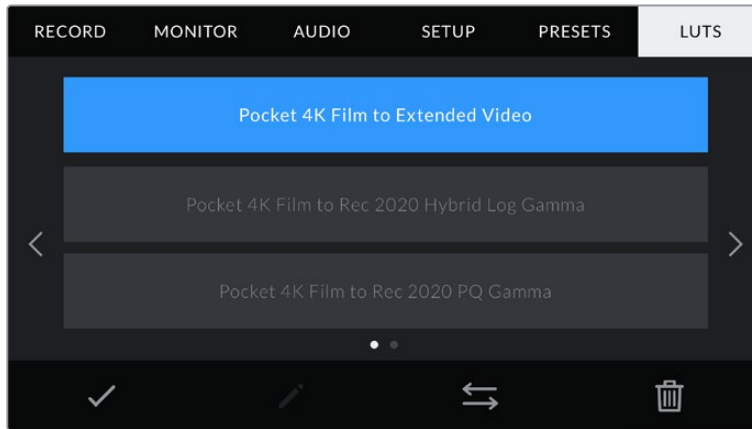 RECORD MONITOR AUDIO SETUP PRESETS LUTS
Pocket 4K Film to Extended Video
Pocket 4K Film to Rec 2020 Hybrid Log Gamma
Pocket 4K Film to Rec 2020 PQ Gamma